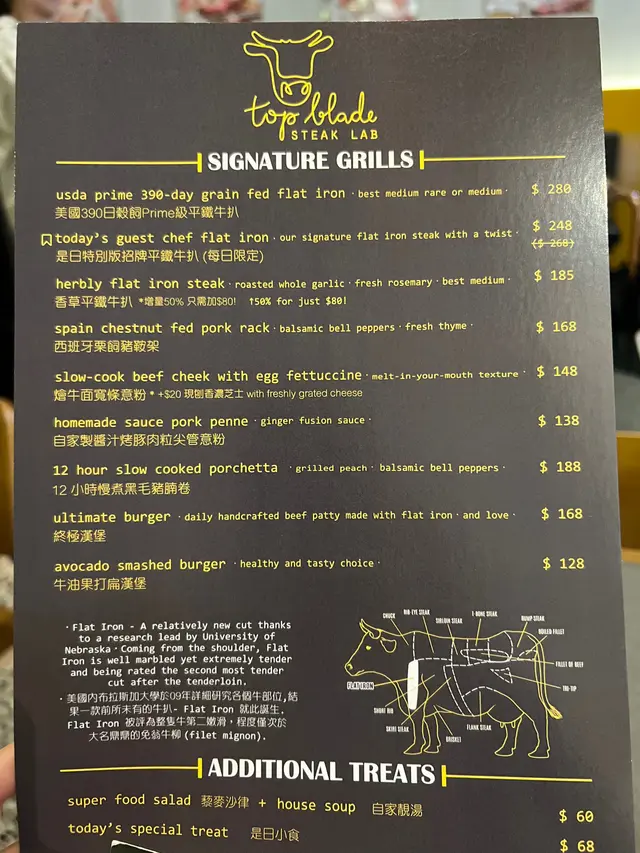 top blade
STEAK LAB
SIGNATURE GRILLS
usda prime 390-day grain fed flat iron · best medium rare or medium · $ 280
美國390日穀飼Prime級平鐵牛扒
today's guest chef flat iron · our signature flat iron steak with a twist · $ 248
是日特別版招牌平鐵牛扒 (每日限定) ($ 268)
herbly flat iron steak · roasted whole garlic · fresh rosemary · best medium · $ 185
香草平鐵牛扒 *增量50% 只需加$80! ↑50% for just $80!
spain chestnut fed pork rack · balsamic bell peppers · fresh thyme · $ 168
西班牙栗飼豬鞍架
slow-cook beef cheek with egg fettuccine · melt-in-your-mouth texture · $ 148
燴牛面寬條意粉 * +$20 現刨香濃芝士 with freshly grated cheese
homemade sauce pork penne · ginger fusion sauce · $ 138
自家製醬汁烤豚肉粒尖管意粉
12 hour slow cooked porchetta · grilled peach · balsamic bell peppers · $ 188
12 小時慢煮黑毛豬腩卷
ultimate burger · daily handcrafted beef patty made with flat iron · and love · $ 168
終極漢堡
avocado smashed burger · healthy and tasty choice · $ 128
牛油果打扁漢堡
· Flat Iron - A relatively new cut thanks
to a research lead by University of
Nebraska · Coming from the shoulder, Flat
Iron is well marbled yet extremely tender
and being rated the second most tender
cut after the tenderloin.
· 美國內布拉斯加大學於09年詳細研究各個牛部位,結
果一款前所未有的牛扒- Flat Iron 就此誕生.
Flat Iron 被評為整隻牛第二嫩滑，程度僅次於
大名鼎鼎的免翁牛柳 (filet mignon).
CHUCK
RIB-EYE STEAK
SIRLOIN STEAK
T-BONE STEAK
RUMP STEAK
ROLLED FILLET
FILLET OF BEEF
TRI-TIP
FLAT IRON
SHORT RIB
SKIRT STEAK
BRISKET
FLANK STEAK
ADDITIONAL TREATS
super food salad 藜麥沙律 + house soup 自家靚湯 $ 60
today's special treat 是日小食 $ 68